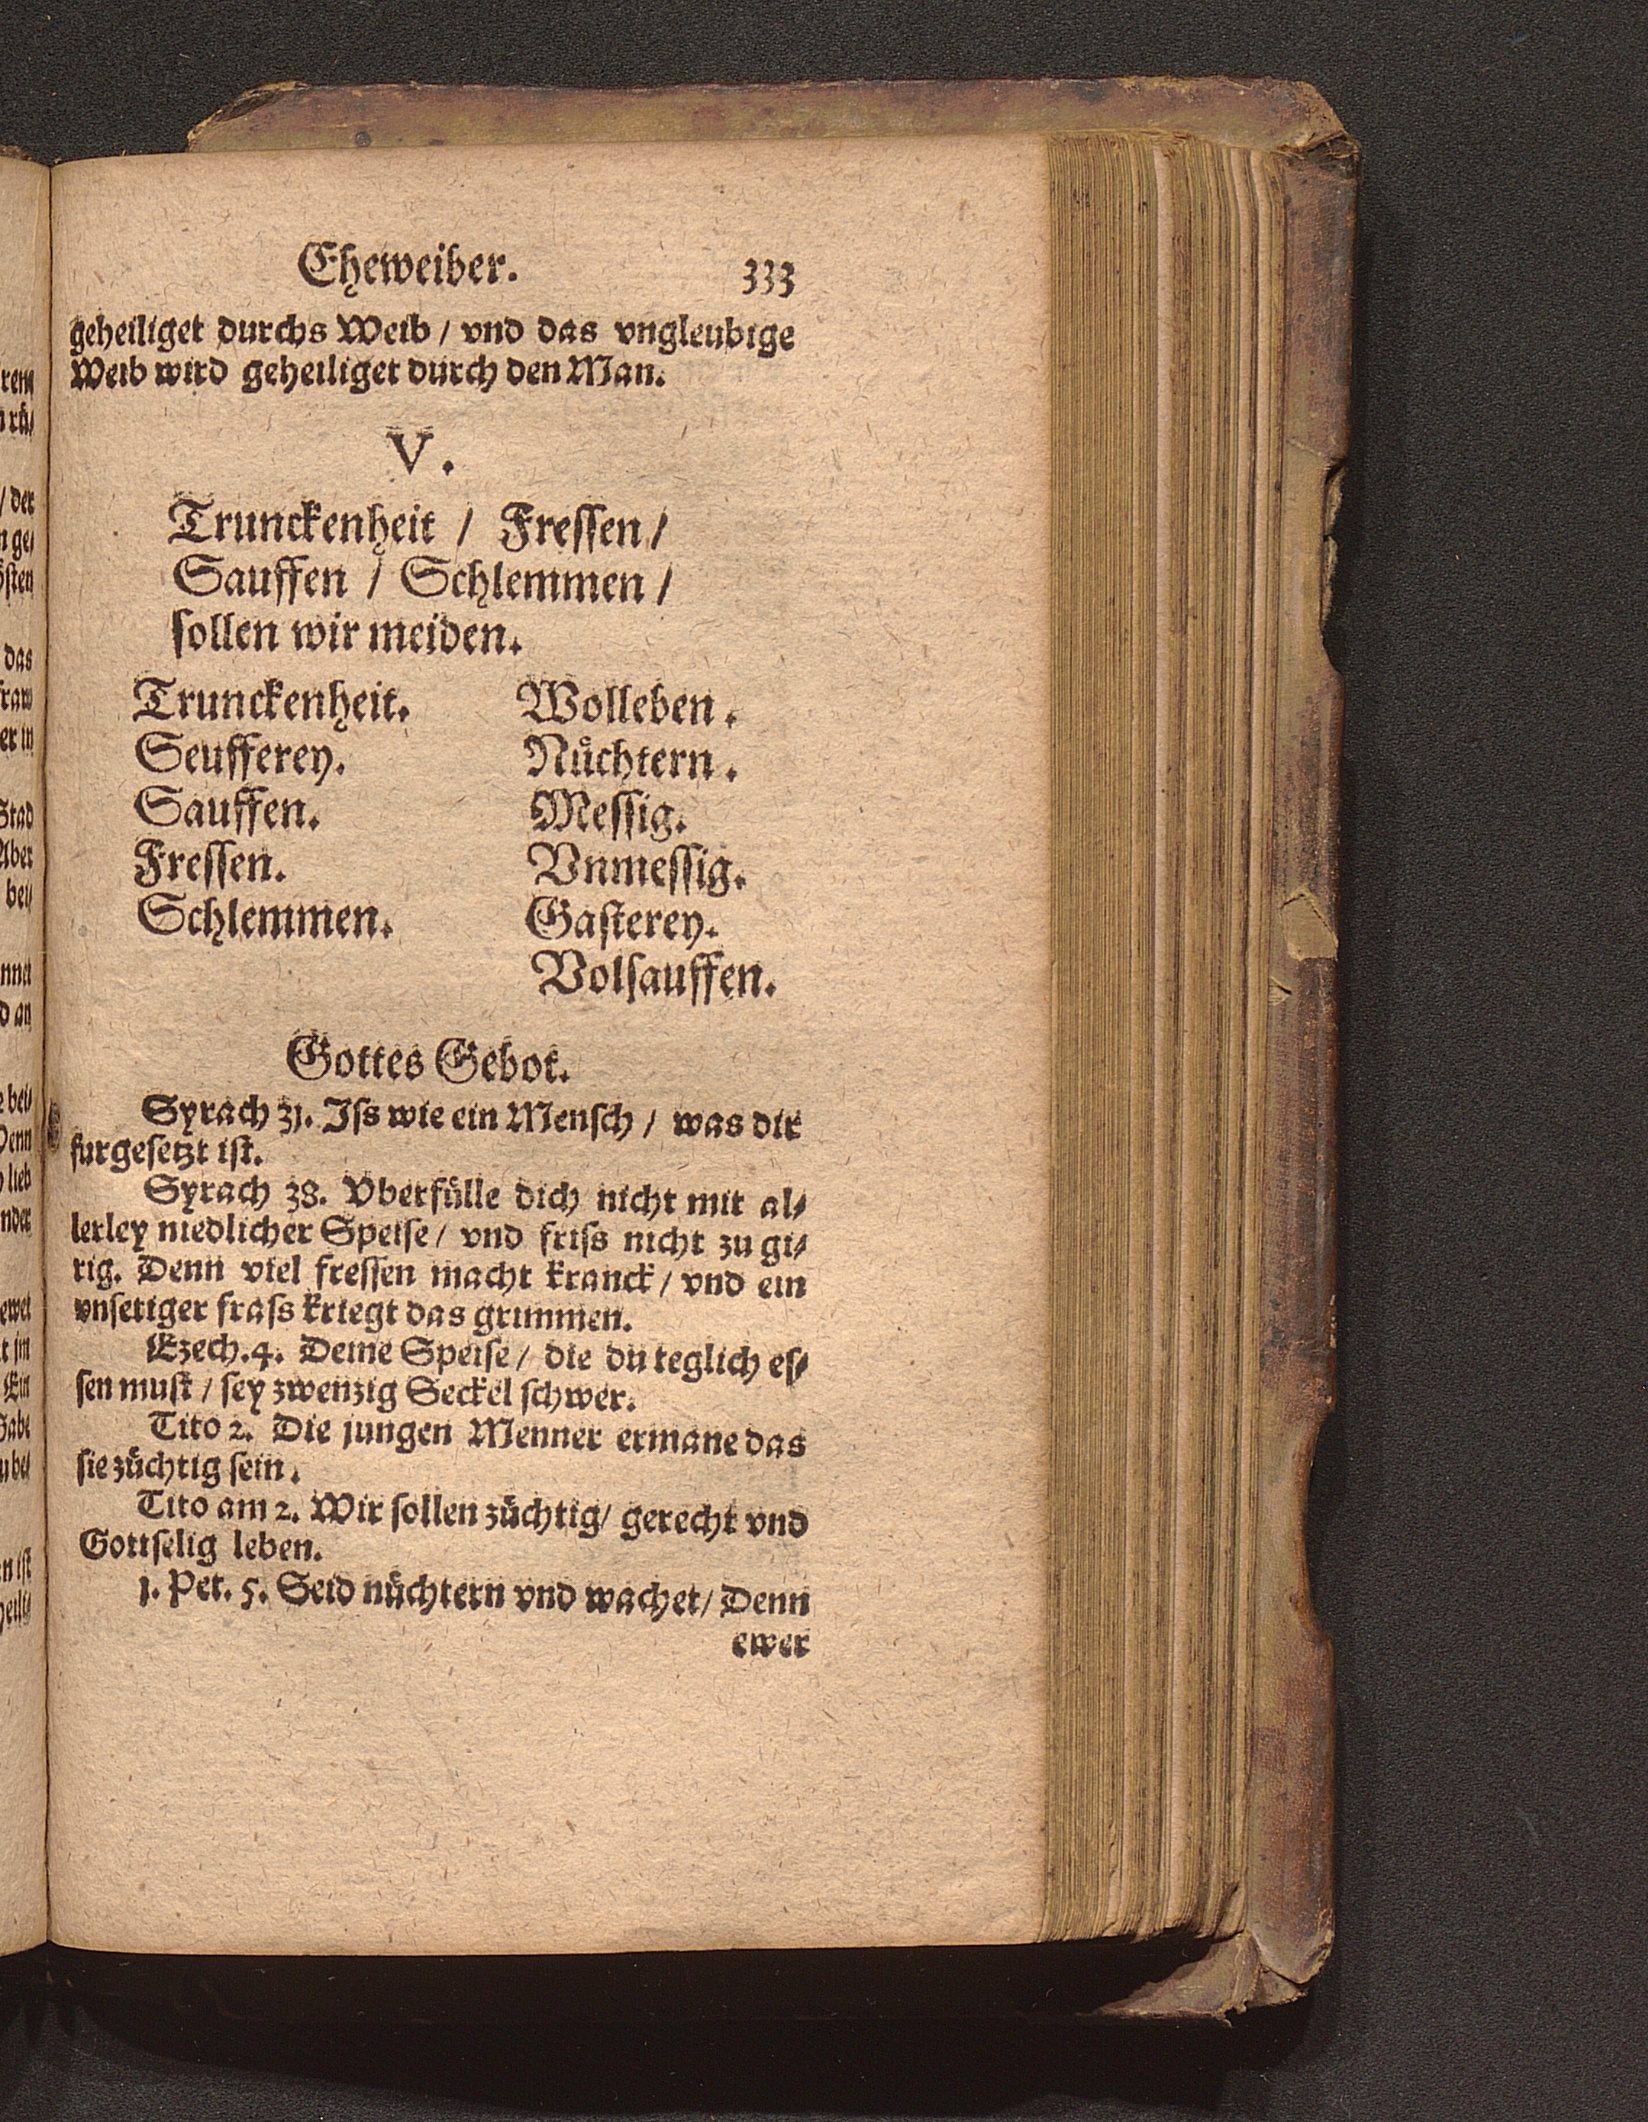 Eheweiber. 333
geheiliget durchs Weib / vnd das vngleubige
Weib wird geheiliget durch den Man.
V.
Trunckenheit / Fressen /
Sauffen / Schlemmen /
sollen wir meiden.
Trunckenheit. Wolleben.
Seufferey. Nüchtern.
Sauffen. Messig.
Fressen. Vnmessig.
Schlemmen. Gasterey.
Volsauffen.
Gottes Gebot.
Syrach 31. Iss wie ein Mensch / was dir
furgesetzt ist.
Syrach 38. Vberfülle dich nicht mit al⸗
lerley niedlicher Speise / vnd friss nicht zu gi⸗
rig. Denn viel fressen macht kranck / vnd ein
vnsetiger frass kriegt das grimmen.
Ezech. 4. Deine Speise / die du teglich es⸗
sen must / sey zwenzig Seckel schwer.
Tito 2. Die jungen Menner ermane das
sie züchtig sein.
Tito am 2. Wir sollen züchtig / gerecht vnd
Gottselig leben.
1. Pet. 5. Seid nüchtern vnd wachet / Denn
ewer